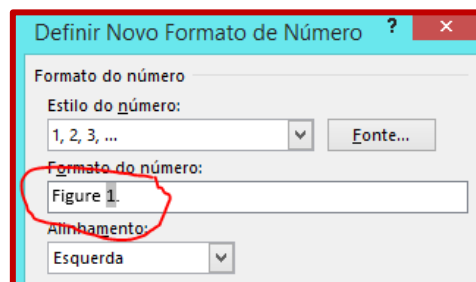 Definir Novo Formato de Número ? ×
Formato do número
Estilo do número:
1, 2, 3, ... Fonte...
Formato do número:
Figure 1.
Alinhamento:
Esquerda